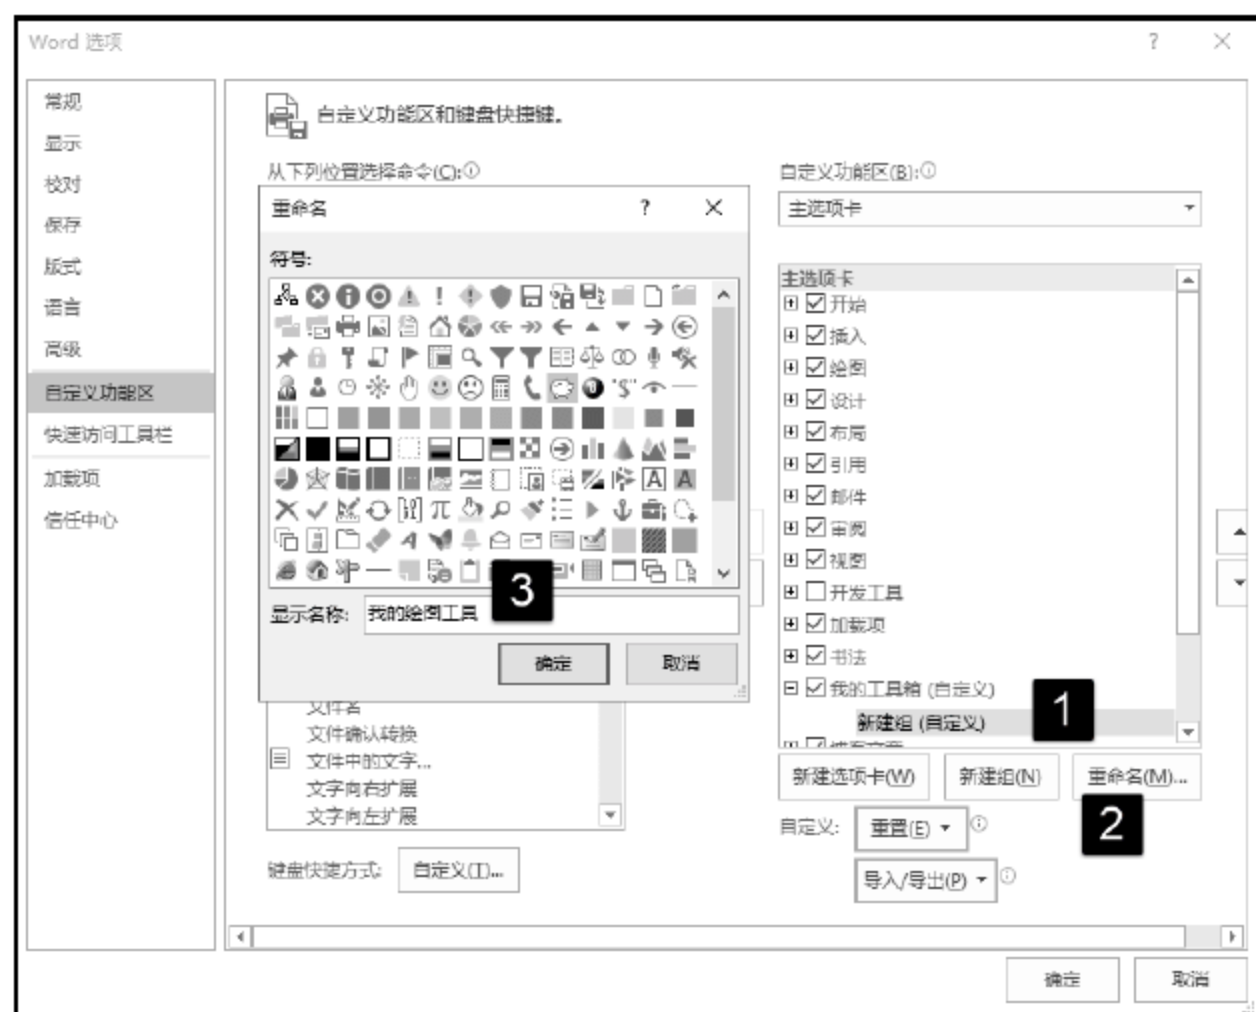 Word 选项
?
常规
显示
校对
保存
版式
语言
高级
自定义功能区
快速访问工具栏
加载项
信任中心
自定义功能区和键盘快捷键。
从下列位置选择命令(C):
重命名
?
符号:
显示名称: 我的绘图工具
3
确定
取消
文件名
文件确认转换
文件中的文字...
文字向右扩展
文字向左扩展
键盘快捷方式: 自定义(T)...
自定义功能区(B):
主选项卡
主选项卡
开始
插入
绘图
设计
布局
引用
邮件
审阅
视图
开发工具
加载项
书法
我的工具箱 (自定义)
新建组 (自定义)
1
新建选项卡(W) 新建组(N) 重命名(M)...
2
自定义: 重置(E)
导入/导出(P)
确定 取消